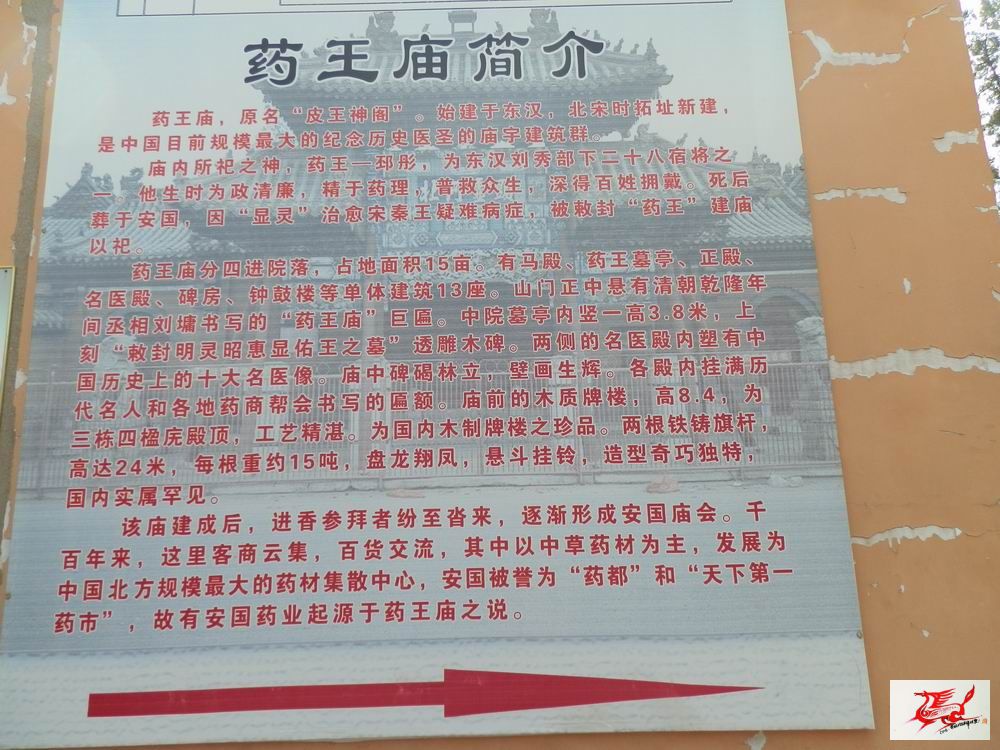 药王庙简介
药王庙，原名“皮王神阁”。始建于东汉，北宋时拓址新建，
是中国目前规模最大的纪念历史医圣的庙宇建筑群。
庙内所祀之神，药王—邳彤，为东汉刘秀部下二十八宿将之
一。他生时为政清廉，精于药理，普救众生，深得百姓拥戴。死后
葬于安国，因“显灵”治愈宋秦王疑难病症，被敕封“药王”建庙
以祀。
药王庙分四进院落，占地面积15亩。有马殿、药王墓亭、正殿、
名医殿、碑房、钟鼓楼等单体建筑13座。山门正中悬有清朝乾隆年
间丞相刘墉书写的“药王庙”巨匾。中院墓亭内竖一高3.8米，上
刻“敕封明灵昭惠显佑王之墓”透雕木碑。两侧的名医殿内塑有中
国历史上的十大名医像。庙中碑碣林立，壁画生辉。各殿内挂满历
代名人和各地药商帮会书写的匾额。庙前的木质牌楼，高8.4，为
三栋四楹庑殿顶，工艺精湛。为国内木制牌楼之珍品。两根铁铸旗杆，
高达24米，每根重约15吨，盘龙翔凤，悬斗挂铃，造型奇巧独特，
国内实属罕见。
该庙建成后，进香参拜者纷至沓来，逐渐形成安国庙会。千
百年来，这里客商云集，百货交流，其中以中草药材为主，发展为
中国北方规模最大的药材集散中心，安国被誉为“药都”和“天下第一
药市”，故有安国药业起源于药王庙之说。